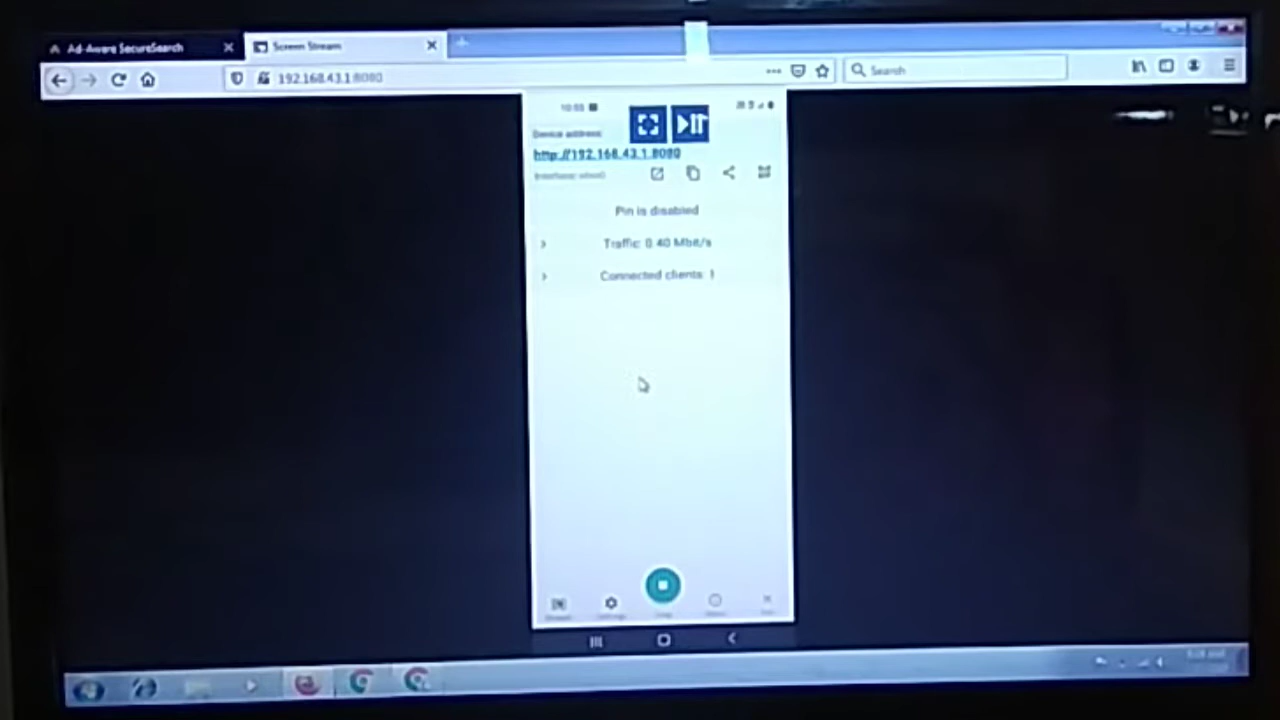 Ad-Aware SecureSearch
Screen Stream
192.168.43.1:8080
Search
Device address:
http://192.168.43.1:8080
Pin is disabled
Traffic: 0.40 Mbit/s
Connected clients: 1